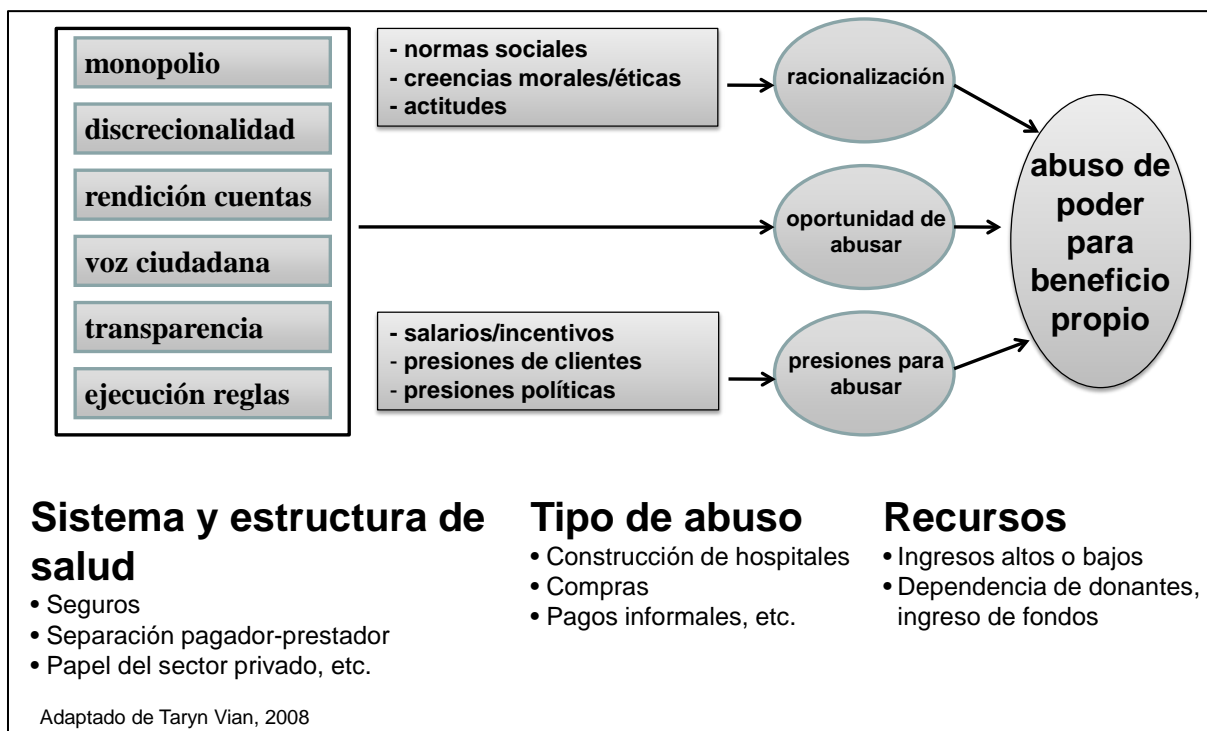 monopolio
discrecionalidad
rendición cuentas
voz ciudadana
transparencia
ejecución reglas
- normas sociales
- creencias morales/éticas
- actitudes
- salarios/incentivos
- presiones de clientes
- presiones políticas
racionalización
oportunidad de
abusar
presiones para
abusar
abuso de
poder
para
beneficio
propio
Sistema y estructura de
salud
• Seguros
• Separación pagador-prestador
• Papel del sector privado, etc.
Tipo de abuso
• Construcción de hospitales
• Compras
• Pagos informales, etc.
Recursos
• Ingresos altos o bajos
• Dependencia de donantes,
ingreso de fondos
Adaptado de Taryn Vian, 2008